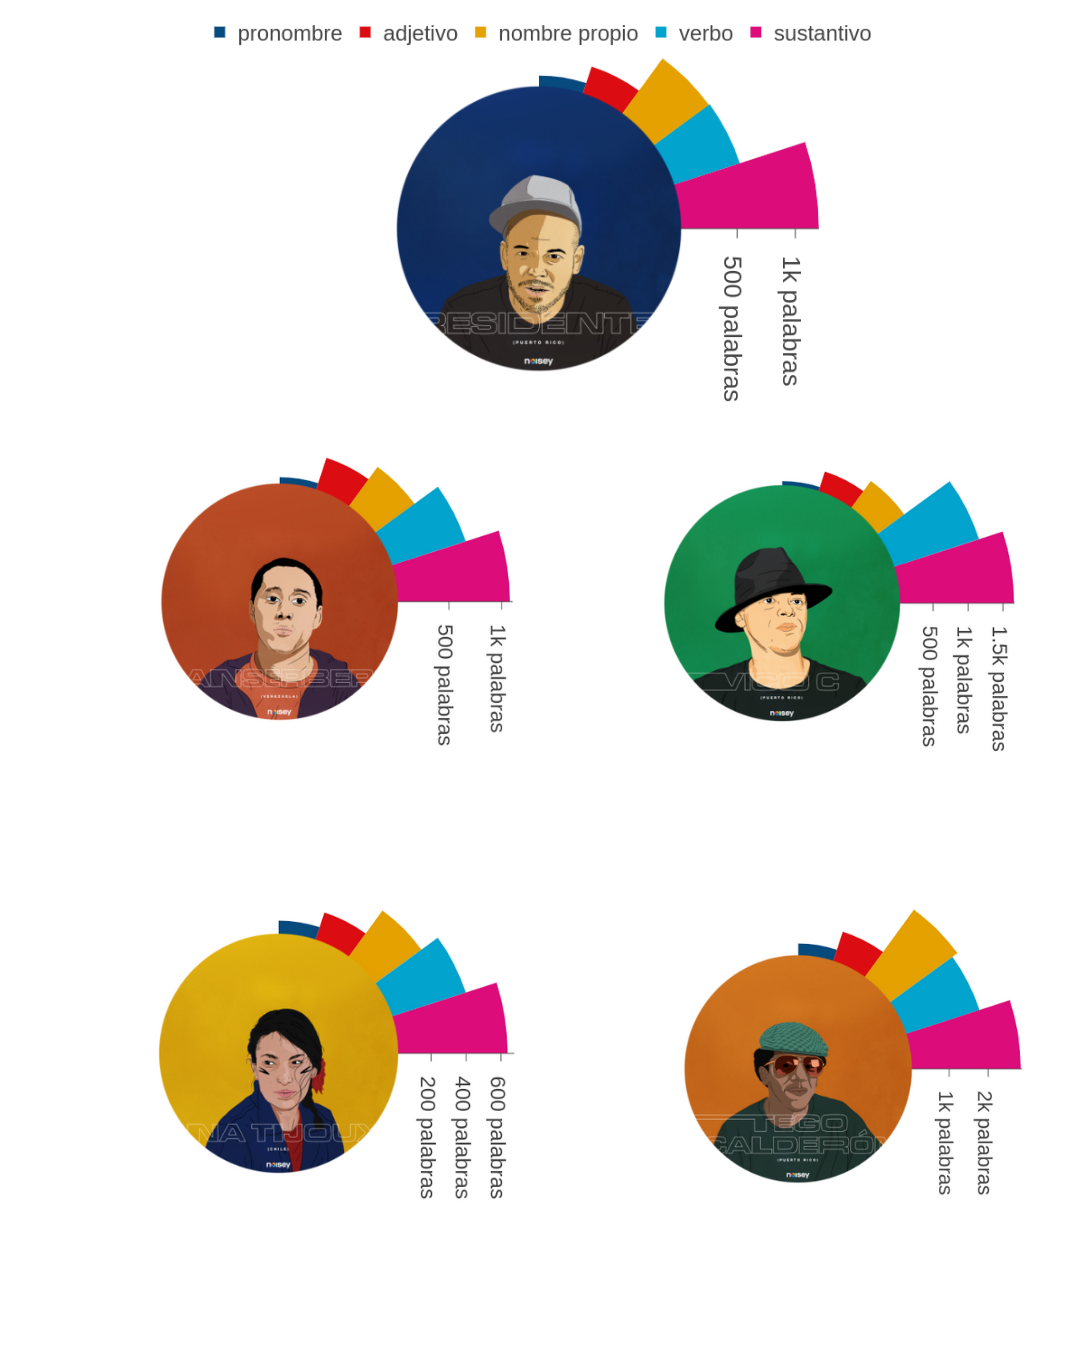 pronombre adjetivo nombre propio verbo sustantivo
500 palabras
1k palabras
RESIDENTE
(PUERTO RICO)
noisey
500 palabras
1k palabras
ANSERBER
(VENEZUELA)
noisey
500 palabras
1k palabras
1.5k palabras
VICO C
(PUERTO RICO)
noisey
200 palabras
400 palabras
600 palabras
NA TIJOUX
(CHILE)
noisey
1k palabras
2k palabras
TEGO
CALDERÓN
(PUERTO RICO)
noisey